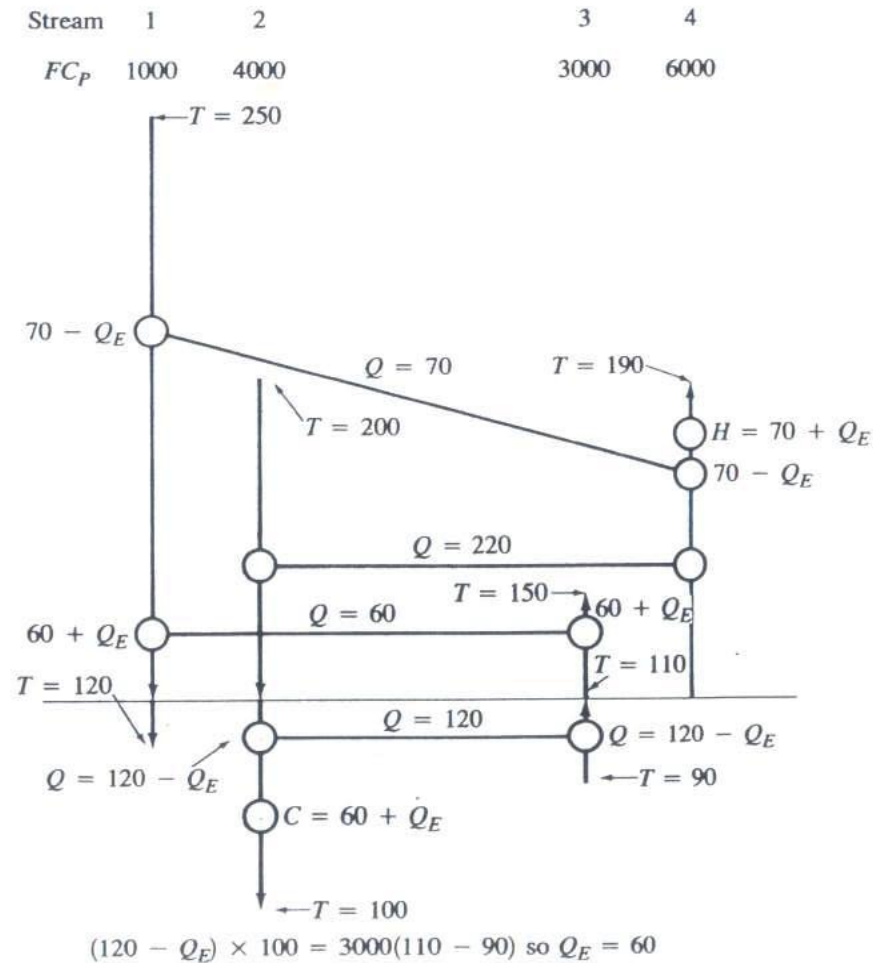 Stream 1 2 3 4
FC_P 1000 4000 3000 6000
T = 250
70 − Q_E
Q = 70
T = 190
T = 200
H = 70 + Q_E
70 − Q_E
Q = 220
T = 150
60 + Q_E
Q = 60
60 + Q_E
T = 110
T = 120
Q = 120
Q = 120 − Q_E
Q = 120 − Q_E
T = 90
C = 60 + Q_E
T = 100
(120 − Q_E) × 100 = 3000(110 − 90) so Q_E = 60